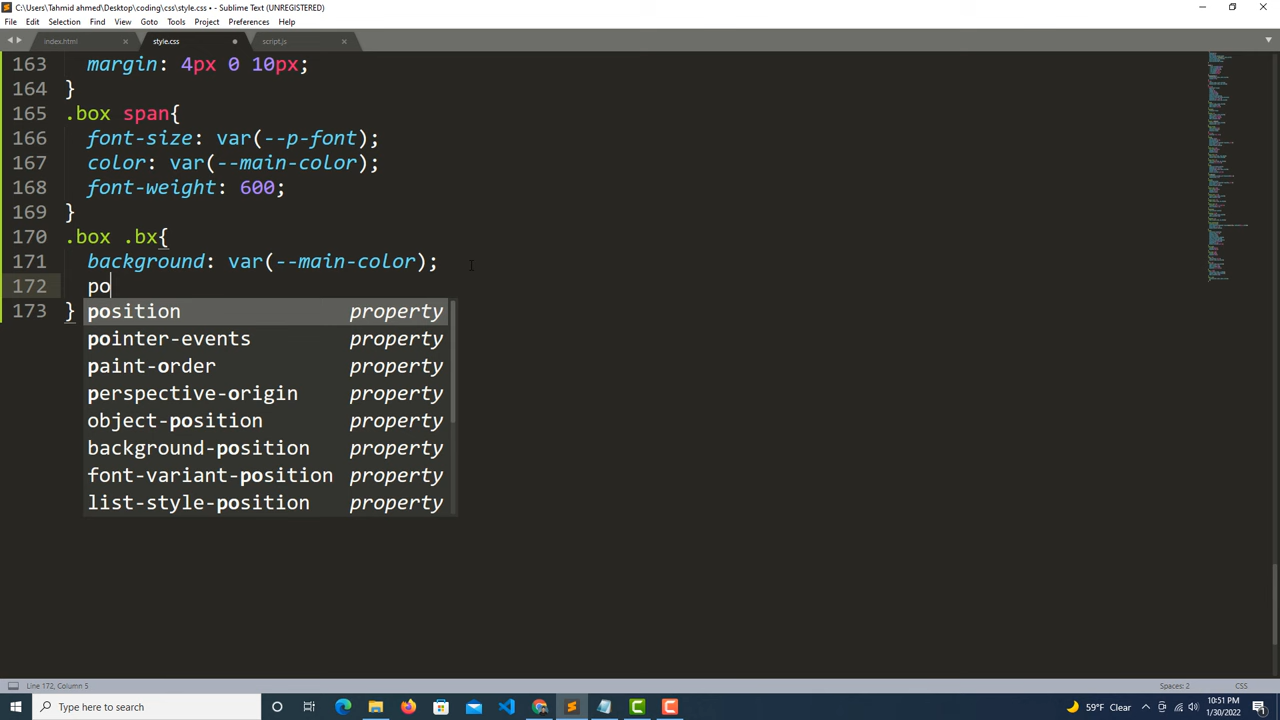 C:\Users\Tahmid ahmed\Desktop\coding\css\style.css • - Sublime Text (UNREGISTERED)
File Edit Selection Find View Goto Tools Project Preferences Help
index.html style.css script.js
163 margin: 4px 0 10px;
164 }
165 .box span{
166 font-size: var(--p-font);
167 color: var(--main-color);
168 font-weight: 600;
169 }
170 .box .bx{
171 background: var(--main-color);
172 po
173 }
position property
pointer-events property
paint-order property
perspective-origin property
object-position property
background-position property
font-variant-position property
list-style-position property
Line 172, Column 5 Spaces: 2 CSS
Type here to search 59°F Clear 10:51 PM
1/30/2022